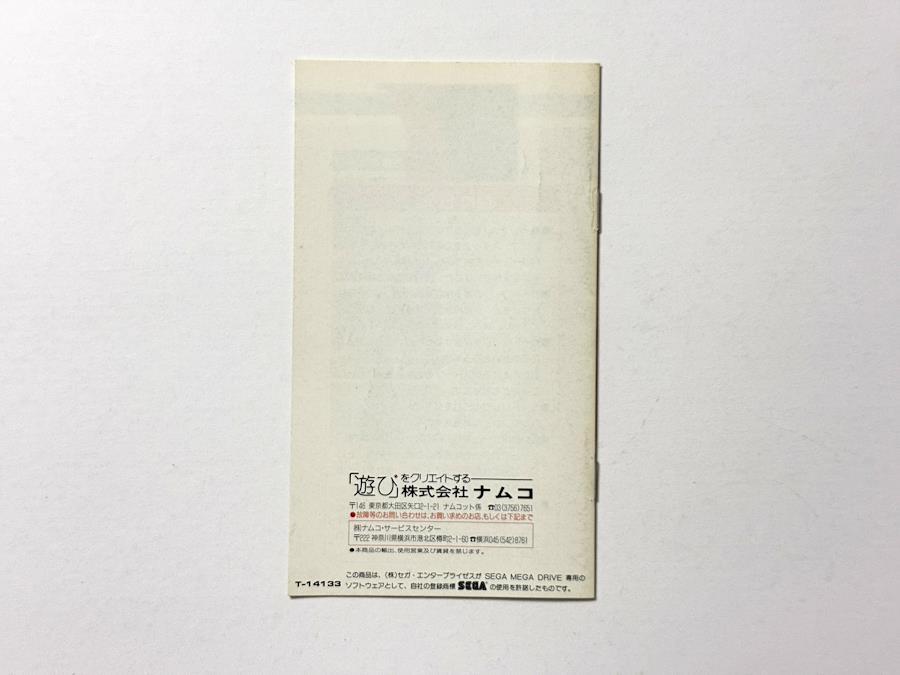 「遊び」をクリエイトする
株式会社 ナムコ
〒146 東京都大田区矢口2-1-21 ナムコット係 ☎03(3756)7651
●故障等のお問い合わせは、お買い求めのお店、もしくは下記まで
㈱ナムコ・サービスセンター
〒222 神奈川県横浜市港北区樽町2-1-60 ☎横浜045(542)8761
●本商品の輸出、使用営業及び賃貸を禁じます。
この商品は、(株)セガ・エンタープライゼスが SEGA MEGA DRIVE 専用の
T-14133 ソフトウェアとして、自社の登録商標 SEGA® の使用を許諾したものです。